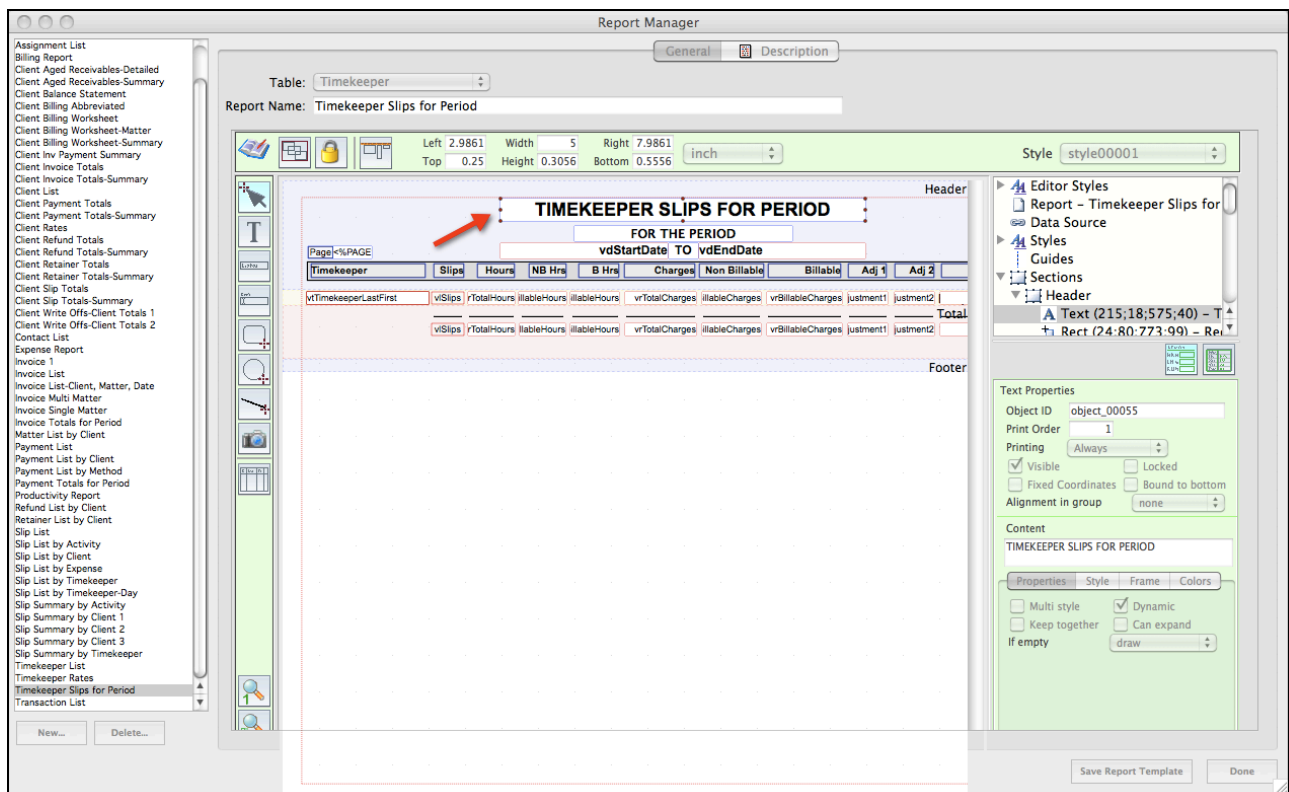 Report Manager
Assignment List
Billing Report
Client Aged Receivables-Detailed
Client Aged Receivables-Summary
Client Balance Statement
Client Billing Abbreviated
Client Billing Worksheet
Client Billing Worksheet-Matter
Client Billing Worksheet-Summary
Client Inv Payment Summary
Client Invoice Totals
Client Invoice Totals-Summary
Client List
Client Payment Totals
Client Payment Totals-Summary
Client Rates
Client Refund Totals
Client Refund Totals-Summary
Client Retainer Totals
Client Retainer Totals-Summary
Client Slip Totals
Client Slip Totals-Summary
Client Write Offs-Client Totals 1
Client Write Offs-Client Totals 2
Contact List
Expense Report
Invoice 1
Invoice List
Invoice List-Client, Matter, Date
Invoice Multi Matter
Invoice Single Matter
Invoice Totals for Period
Matter List by Client
Payment List
Payment List by Client
Payment List by Method
Payment Totals for Period
Productivity Report
Refund List by Client
Retainer List by Client
Slip List
Slip List by Activity
Slip List by Client
Slip List by Expense
Slip List by Timekeeper
Slip List by Timekeeper-Day
Slip Summary by Activity
Slip Summary by Client 1
Slip Summary by Client 2
Slip Summary by Client 3
Slip Summary by Timekeeper
Timekeeper List
Timekeeper Rates
Timekeeper Slips for Period
Transaction List
New... Delete...
General Description
Table: Timekeeper
Report Name: Timekeeper Slips for Period
Left 2.9861 Width 5 Right 7.9861
Top 0.25 Height 0.3056 Bottom 0.5556
inch
Style style00001
Header
TIMEKEEPER SLIPS FOR PERIOD
FOR THE PERIOD
Page <%PAGE vdStartDate TO vdEndDate
Timekeeper Slips Hours NB Hrs B Hrs Charges Non Billable Billable Adj 1 Adj 2
vtTimekeeperLastFirst vlSlips rTotalHours illableHours illableHours vrTotalCharges illableCharges vrBillableCharges justment1 justment2
Total
vlSlips rTotalHours llableHours illableHours vrTotalCharges illableCharges vrBillableCharges justment1 justment2
Footer
Editor Styles
Report – Timekeeper Slips for
Data Source
Styles
Guides
Sections
Header
Text (215;18;575;40) – T
Rect (24;80;773;99) – Re
Text Properties
Object ID object_00055
Print Order 1
Printing Always
Visible Locked
Fixed Coordinates Bound to bottom
Alignment in group none
Content
TIMEKEEPER SLIPS FOR PERIOD
Properties Style Frame Colors
Multi style Dynamic
Keep together Can expand
If empty draw
Save Report Template Done